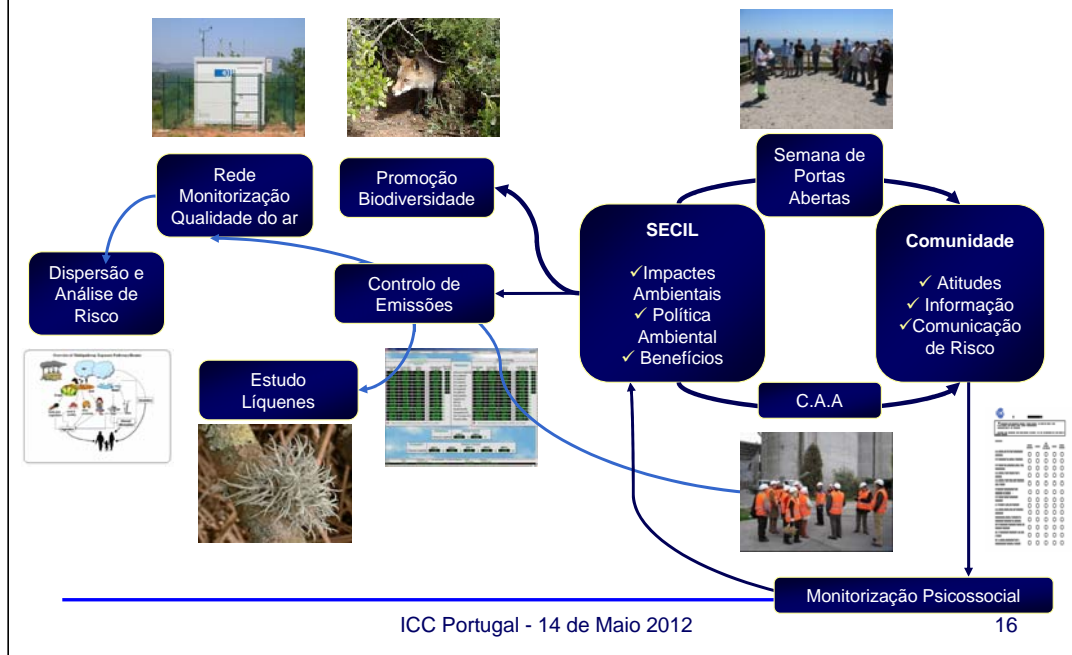 Rede
Monitorização
Qualidade do ar
Promoção
Biodiversidade
Semana de
Portas
Abertas
SECIL
✓Impactes
Ambientais
✓ Política
Ambiental
✓ Benefícios
Comunidade
✓ Atitudes
✓ Informação
✓Comunicação
de Risco
Dispersão e
Análise de
Risco
Controlo de
Emissões
Estudo
Líquenes
C.A.A
Monitorização Psicossocial
ICC Portugal - 14 de Maio 2012
16